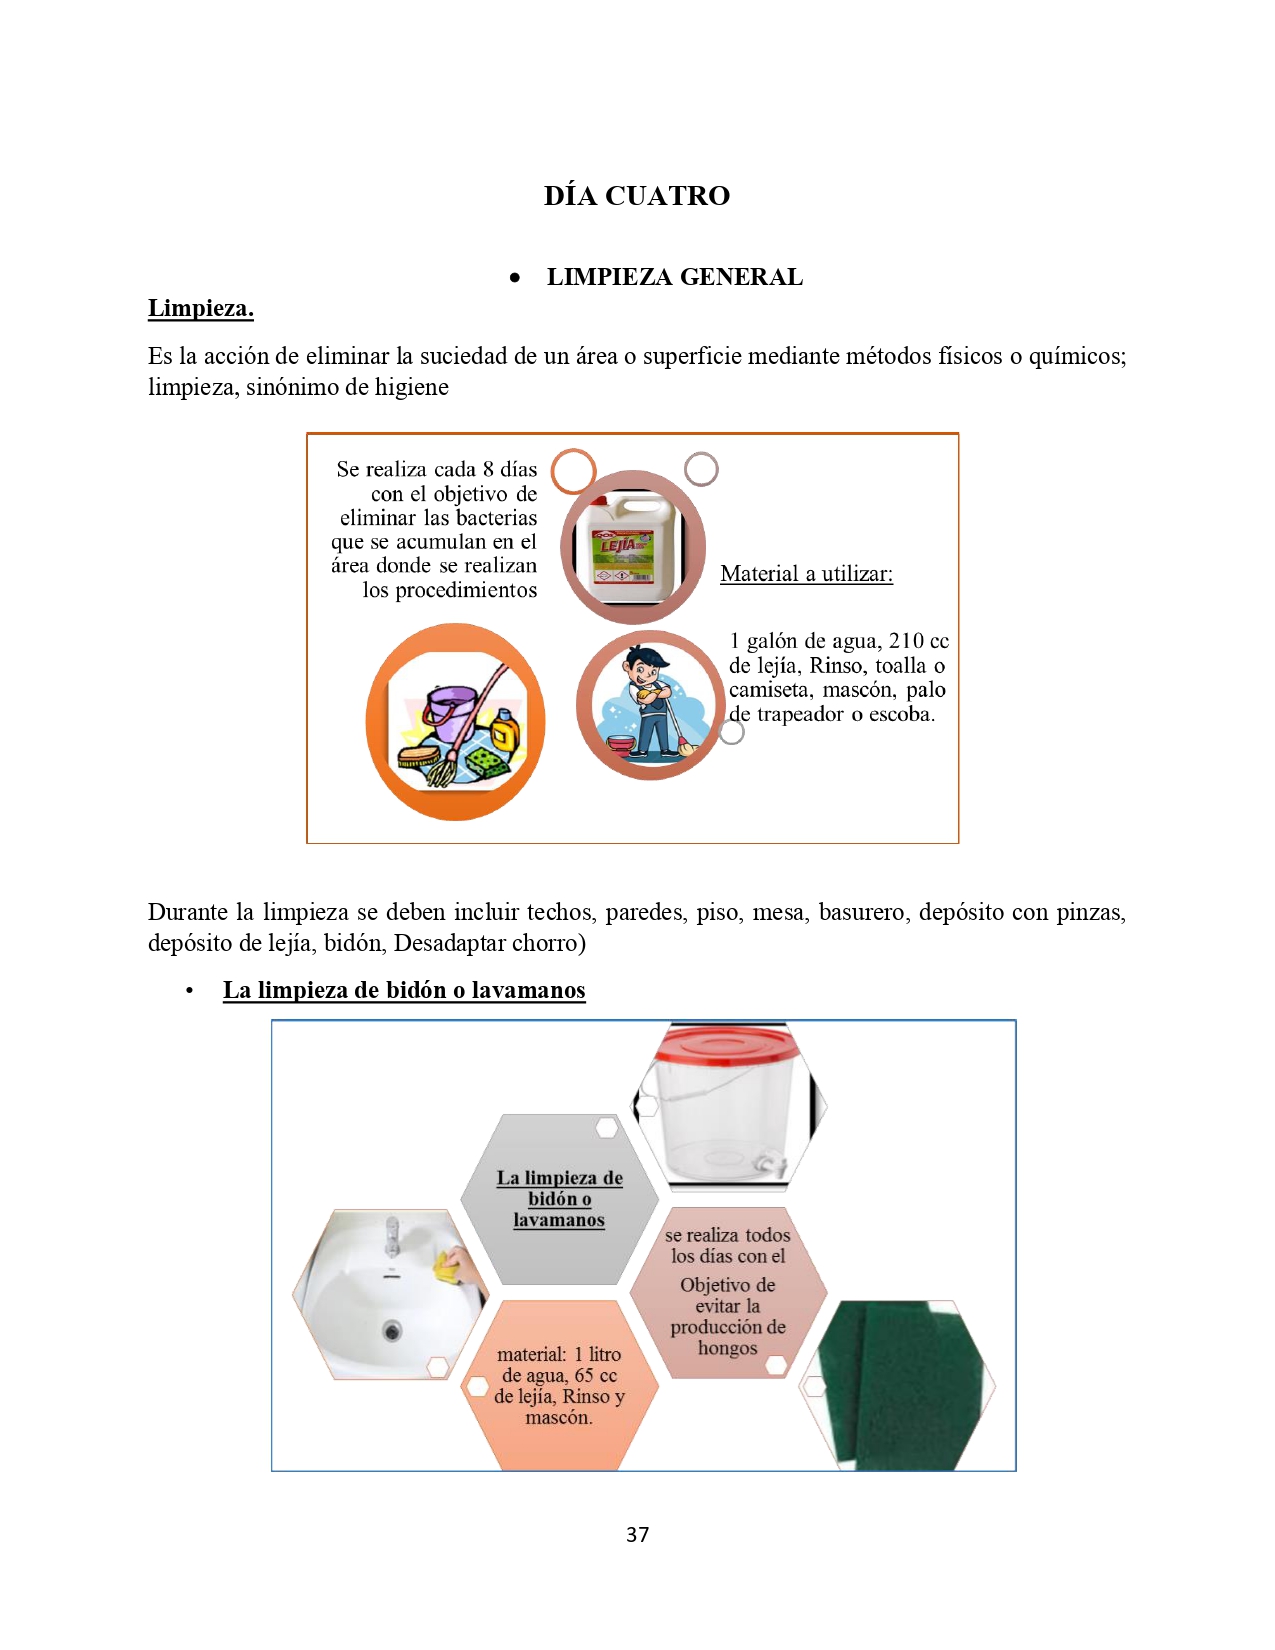 DÍA CUATRO
• LIMPIEZA GENERAL
Limpieza.
Es la acción de eliminar la suciedad de un área o superficie mediante métodos físicos o químicos;
limpieza, sinónimo de higiene
Se realiza cada 8 días
con el objetivo de
eliminar las bacterias
que se acumulan en el
área donde se realizan
los procedimientos
LEJÍA
Material a utilizar:
1 galón de agua, 210 cc
de lejía, Rinso, toalla o
camiseta, mascón, palo
de trapeador o escoba.
Durante la limpieza se deben incluir techos, paredes, piso, mesa, basurero, depósito con pinzas,
depósito de lejía, bidón, Desadaptar chorro)
• La limpieza de bidón o lavamanos
La limpieza de
bidón o
lavamanos
se realiza todos
los días con el
Objetivo de
evitar la
producción de
hongos
material: 1 litro
de agua, 65 cc
de lejía, Rinso y
mascón.
37